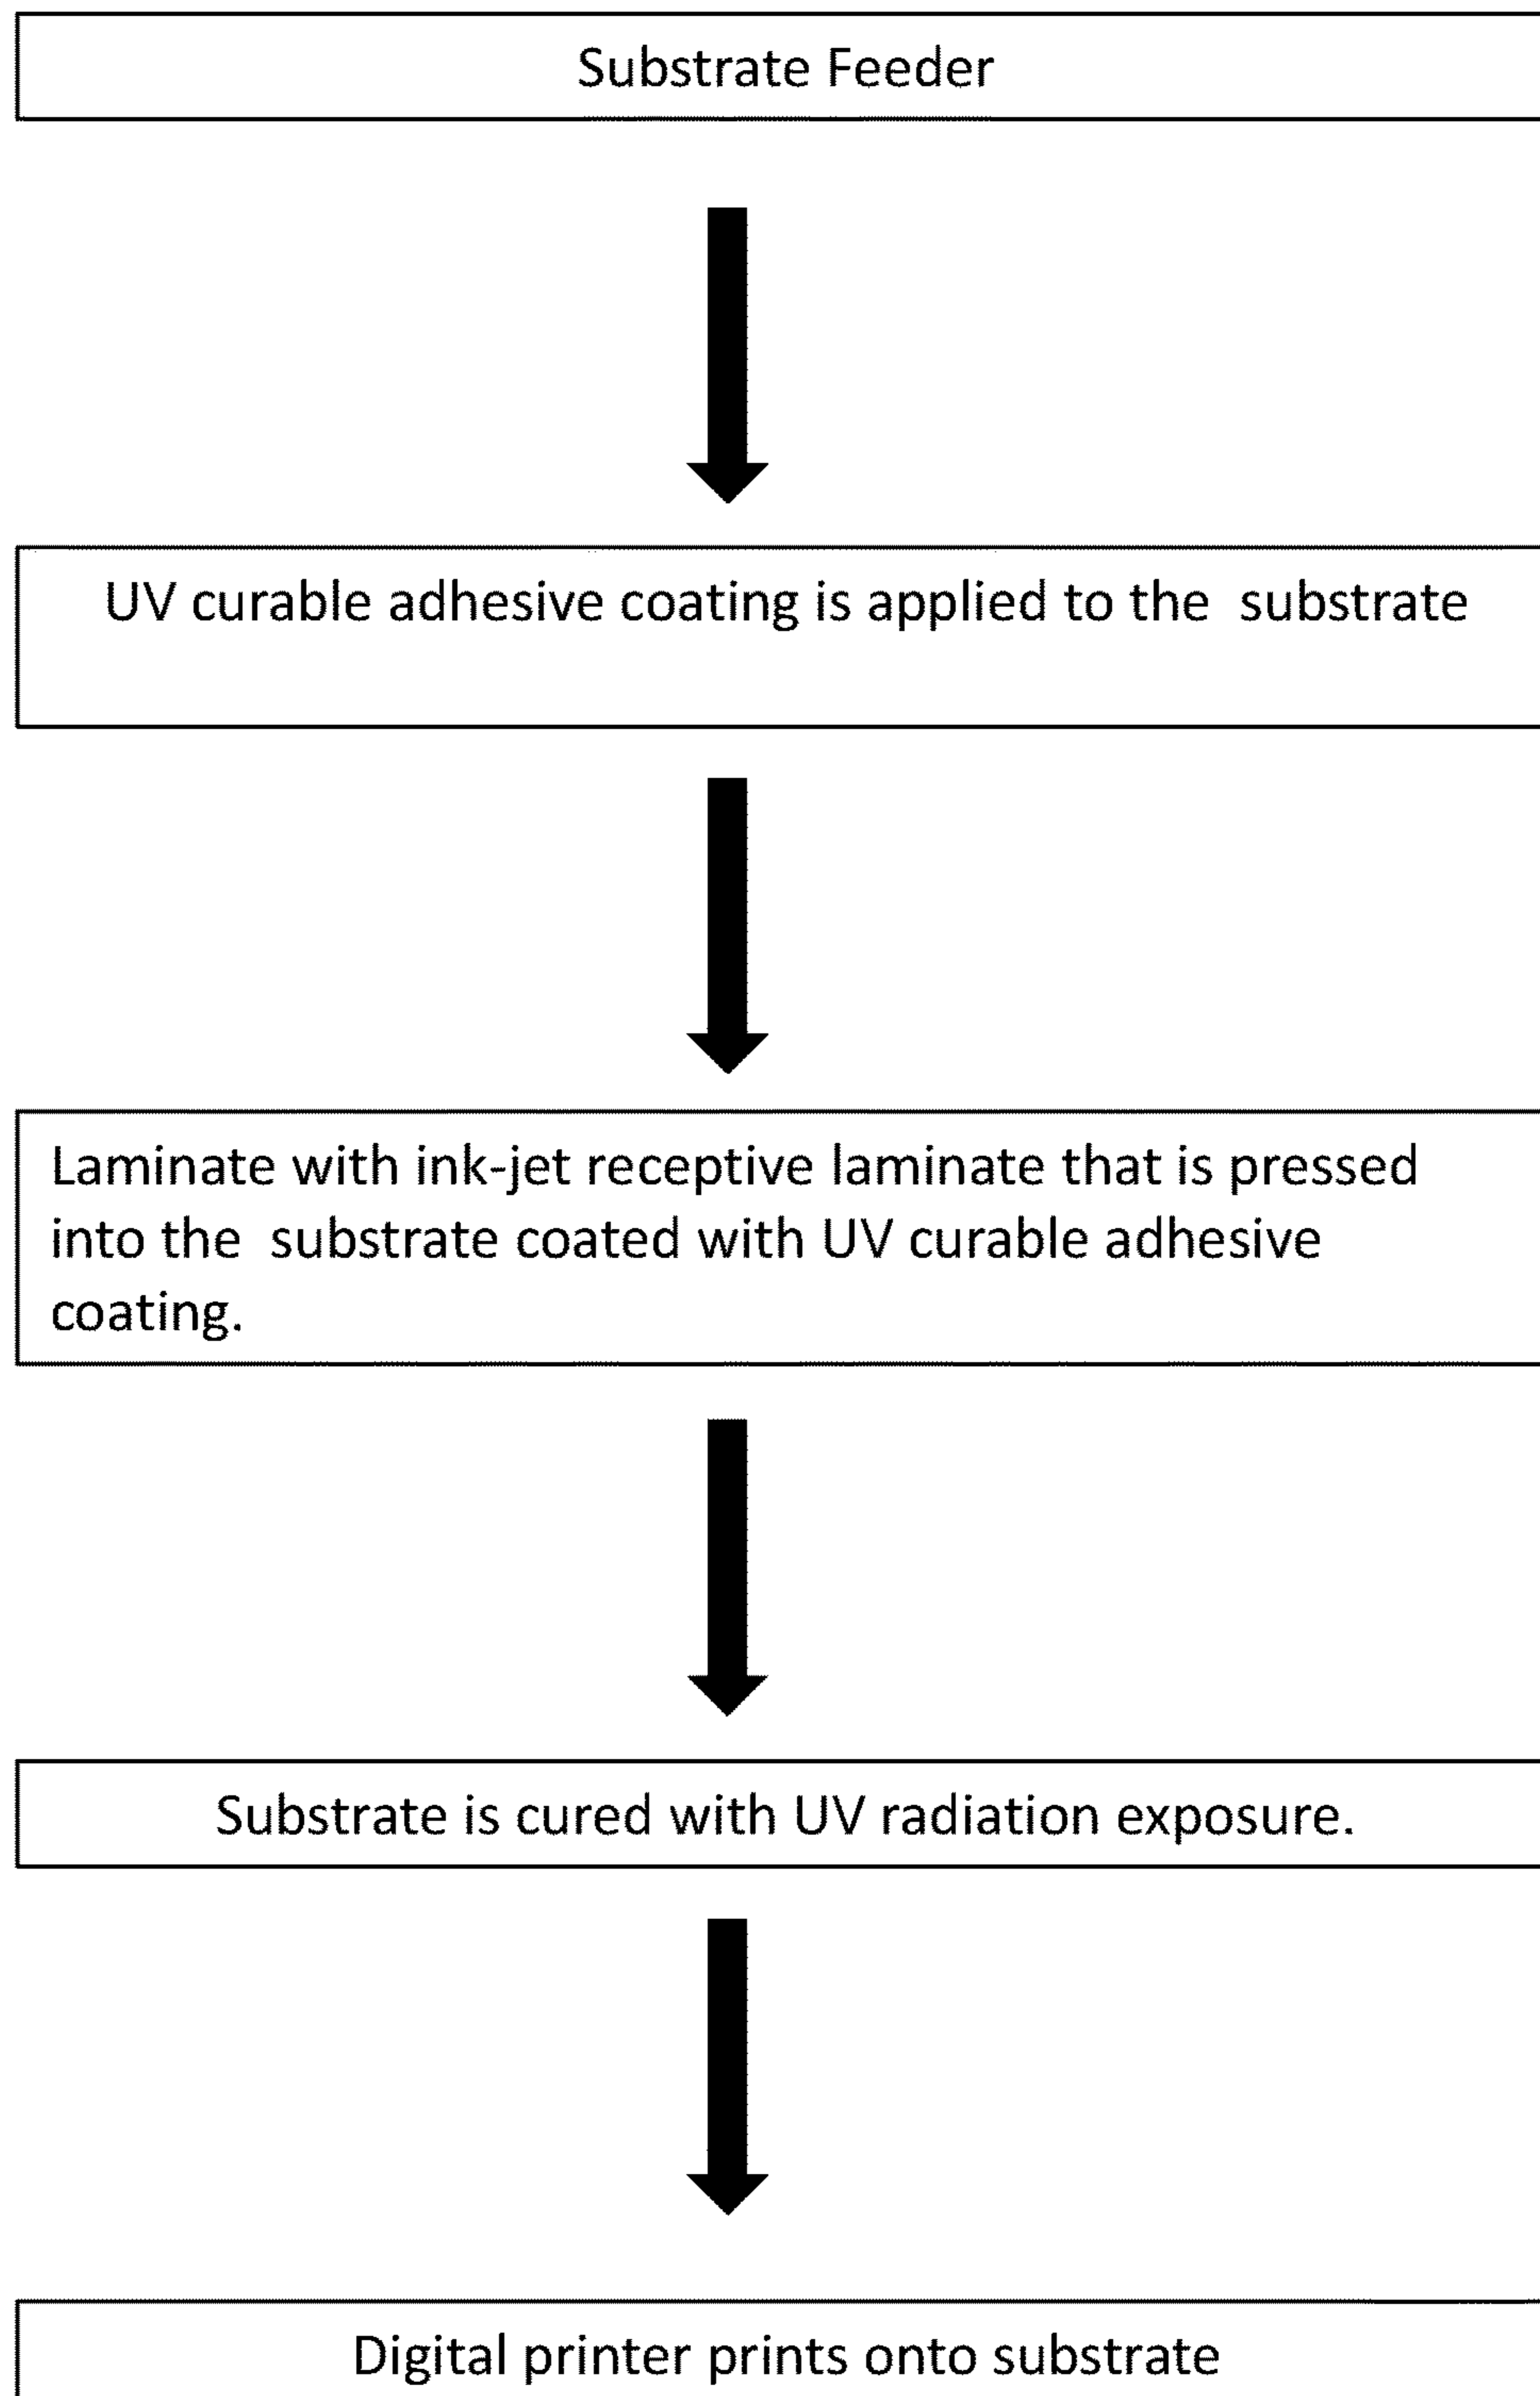 Substrate Feeder
UV curable adhesive coating is applied to the  substrate
Laminate with ink-jet receptive laminate that is pressed
into the  substrate coated with UV curable adhesive
coating.
Substrate is cured with UV radiation exposure.
Digital printer prints onto substrate